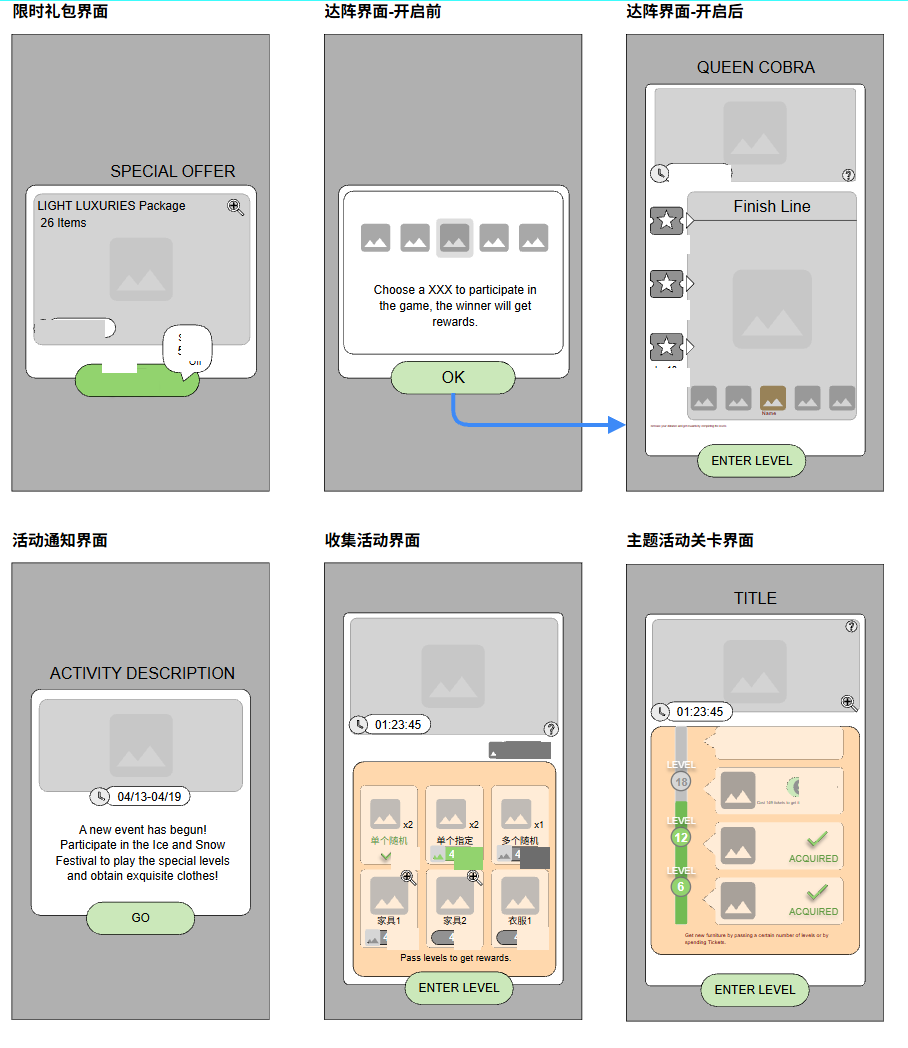 限时礼包界面
SPECIAL OFFER
LIGHT LUXURIES Package
26 Items
达阵界面-开启前
Choose a XXX to participate in
the game, the winner will get
rewards.
OK
达阵界面-开启后
QUEEN COBRA
?
Finish Line
Name
ENTER LEVEL
活动通知界面
ACTIVITY DESCRIPTION
04/13-04/19
A new event has begun!
Participate in the Ice and Snow
Festival to play the special levels
and obtain exquisite clothes!
GO
收集活动界面
01:23:45
?
x2
x2
x1
单个随机
单个指定
多个随机
家具1
家具2
衣服1
Pass levels to get rewards.
ENTER LEVEL
主题活动关卡界面
TITLE
?
01:23:45
LEVEL
18
LEVEL
12
ACQUIRED
LEVEL
6
ACQUIRED
Get new furniture by passing a certain number of levels or by
spending Tickets.
ENTER LEVEL